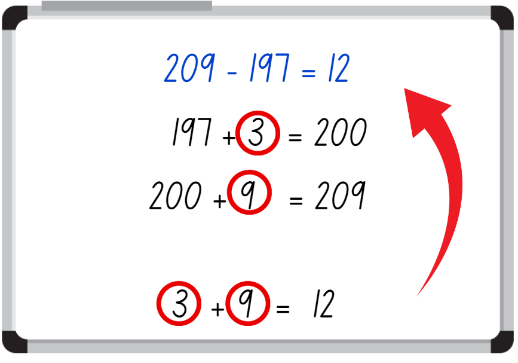 209 - 197 = 12
197 + 3 = 200
200 + 9 = 209
3 + 9 = 12